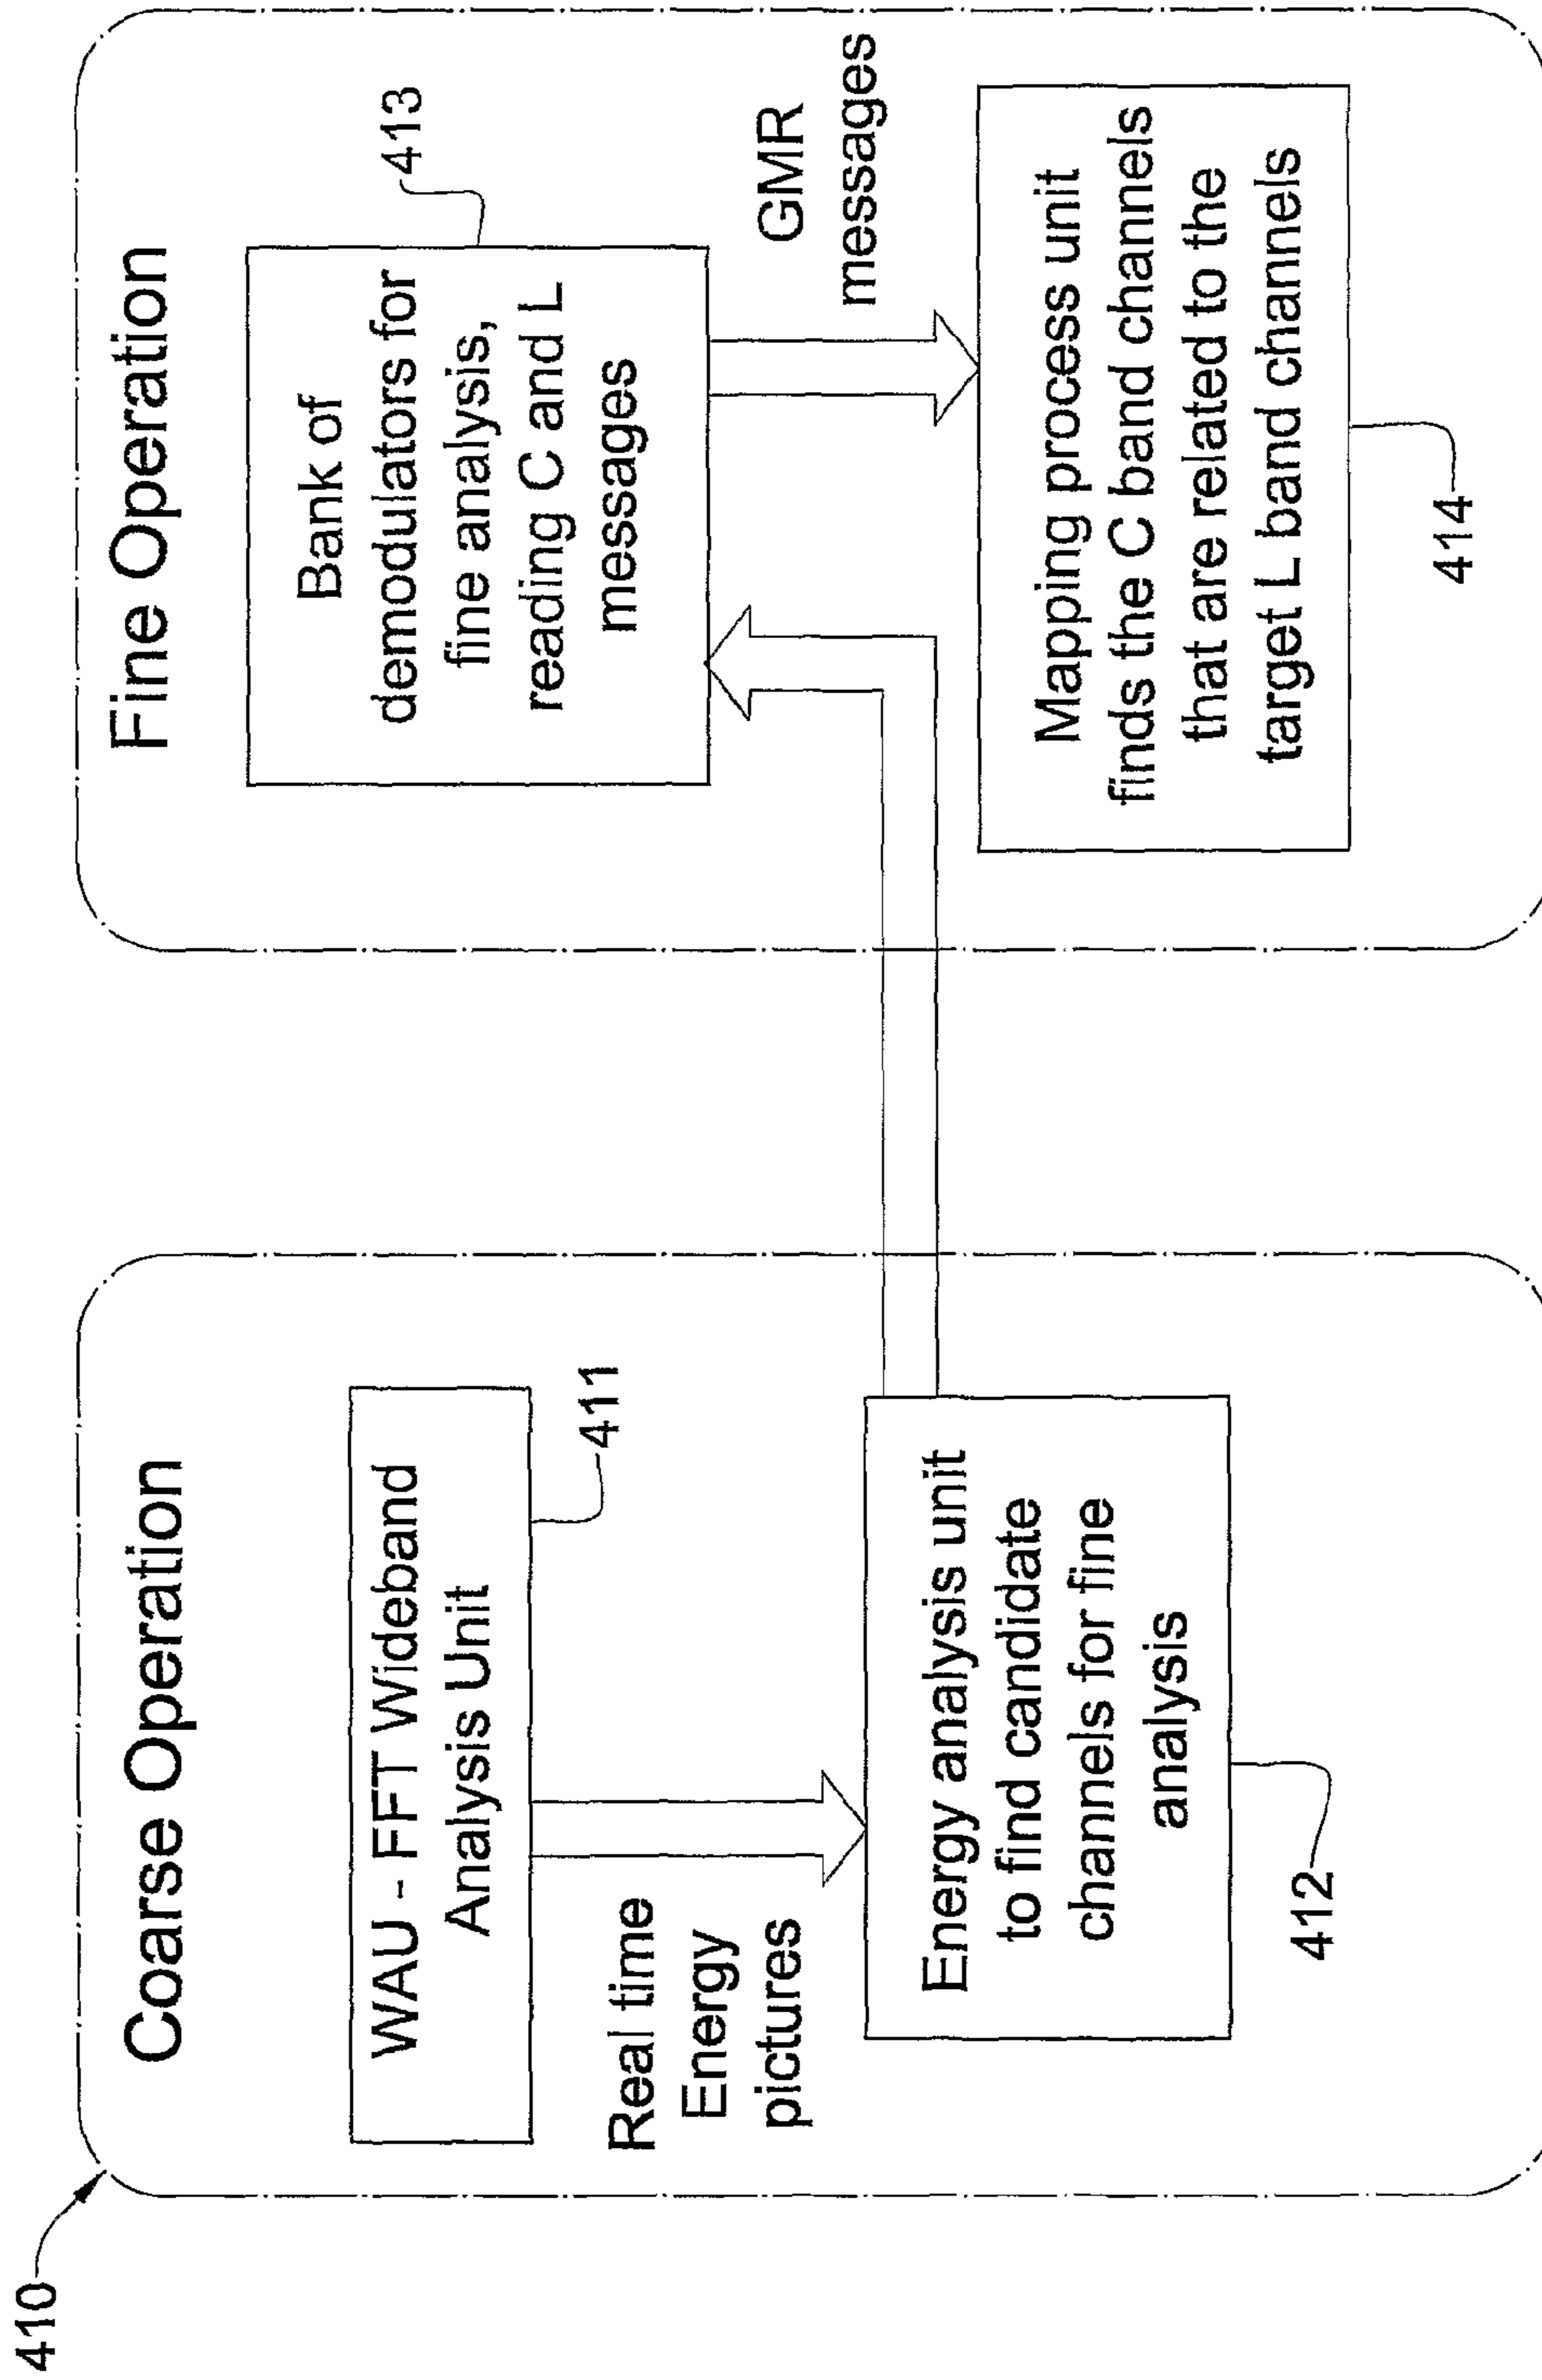 410
Coarse Operation
WAU - FFT Wideband
Analysis Unit
411
Real time
Energy
pictures
Energy analysis unit
to find candidate
channels for fine
analysis
412
Fine Operation
Bank of
demodulators for
fine analysis,
reading C and L
messages
413
GMR
messages
Mapping process unit
finds the C band channels
that are related to the
target L band channels
414